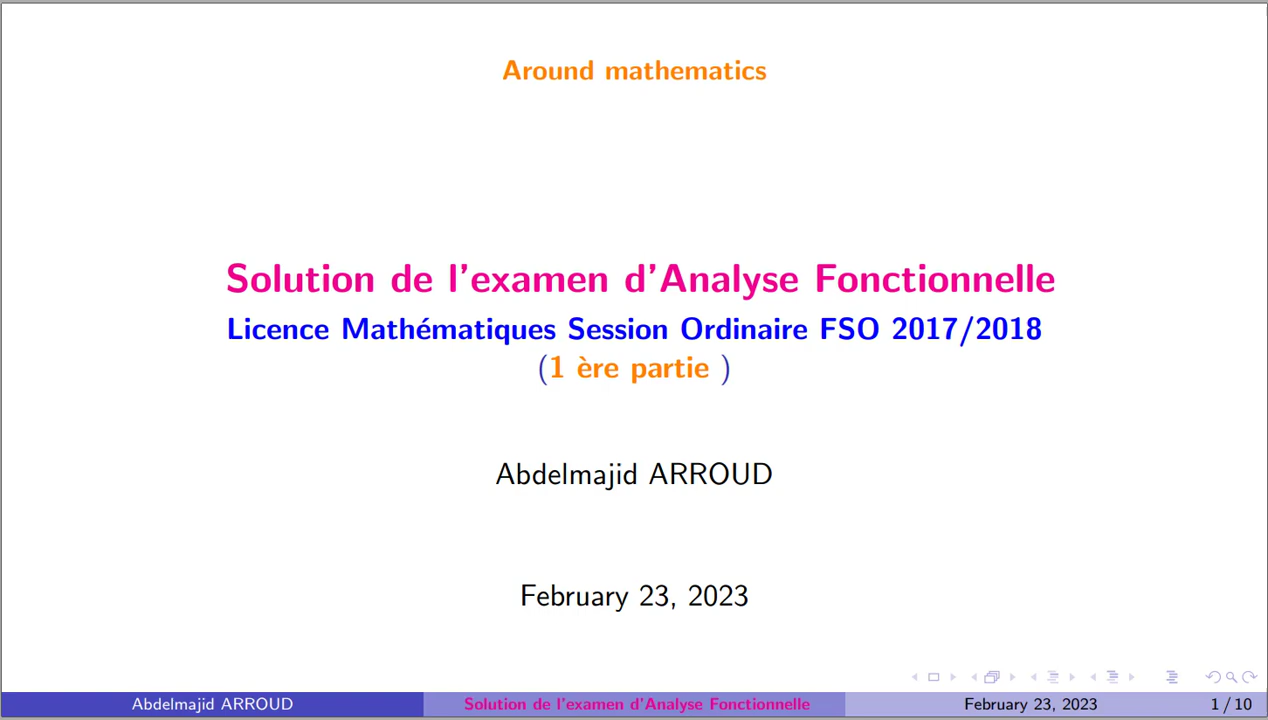 Around mathematics
Solution de l'examen d'Analyse Fonctionnelle
Licence Mathématiques Session Ordinaire FSO 2017/2018
(1 ère partie )
Abdelmajid ARROUD
February 23, 2023
Abdelmajid ARROUD Solution de l'examen d'Analyse Fonctionnelle February 23, 2023 1 / 10